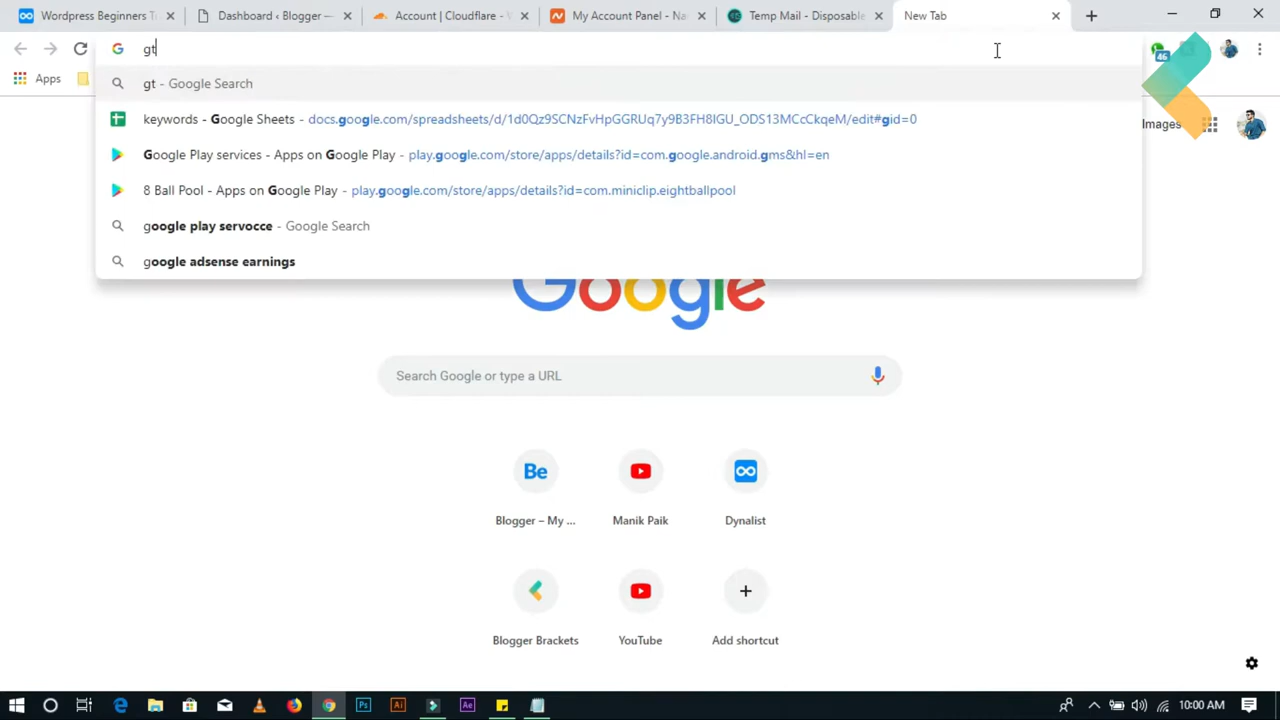 Wordpress Beginners Tu
Dashboard ‹ Blogger —
Account | Cloudflare -
My Account Panel - Na
Temp Mail - Disposable
New Tab
gt
46
Apps
gt - Google Search
Images
keywords - Google Sheets - docs.google.com/spreadsheets/d/1d0Qz9SCNzFvHpGGRUq7y9B3FH8IGU_ODS13MCcCkqeM/edit#gid=0
Google Play services - Apps on Google Play - play.google.com/store/apps/details?id=com.google.android.gms&hl=en
8 Ball Pool - Apps on Google Play - play.google.com/store/apps/details?id=com.miniclip.eightballpool
google play servocce - Google Search
google adsense earnings
Google
Search Google or type a URL
Be
Blogger – My ...
Manik Paik
Dynalist
Blogger Brackets
YouTube
Add shortcut
Ps
Ai
Ae
10:00 AM